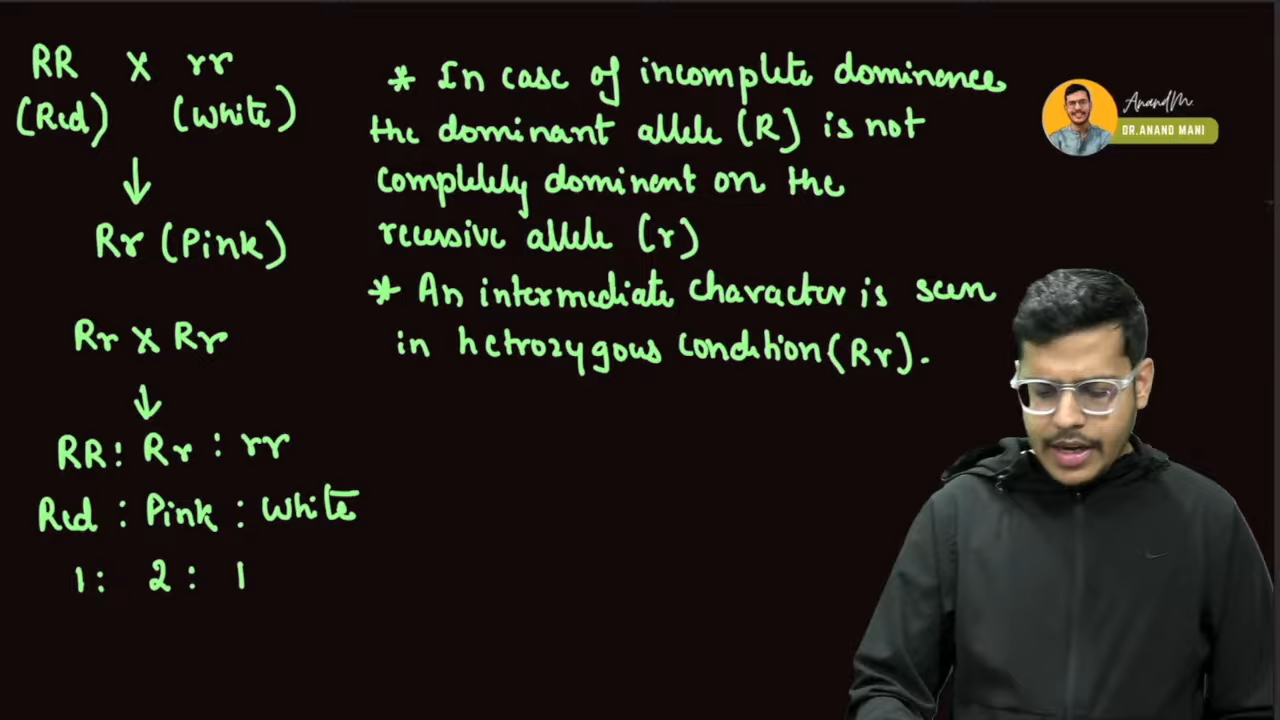 RR X rr
(Red) (White)
↓
Rr (Pink)
Rr X Rr
↓
RR : Rr : rr
Red : Pink : White
1 : 2 : 1
* In case of incomplete dominence
the dominant allele (R) is not
completely dominent on the
recessive allele (r)
* An intermediate character is seen
in hetrozygous condition (Rr).
AnandM.
DR.ANAND MANI